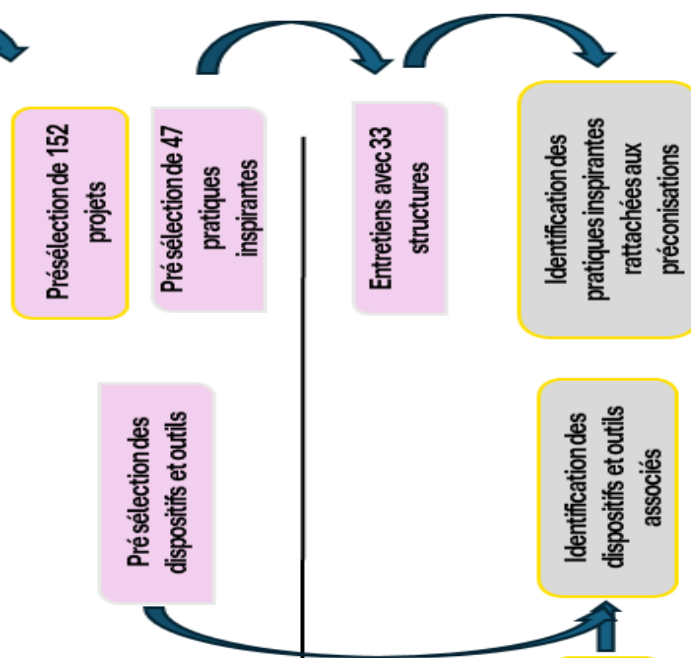 Présélection de 152
projets
Pré sélection de 47
pratiques
inspirantes
Entretiens avec 33
structures
Identification des
pratiques inspirantes
rattachées aux
préconisations
Pré sélection des
dispositifs et outils
Identification des
dispositifs et outils
associés